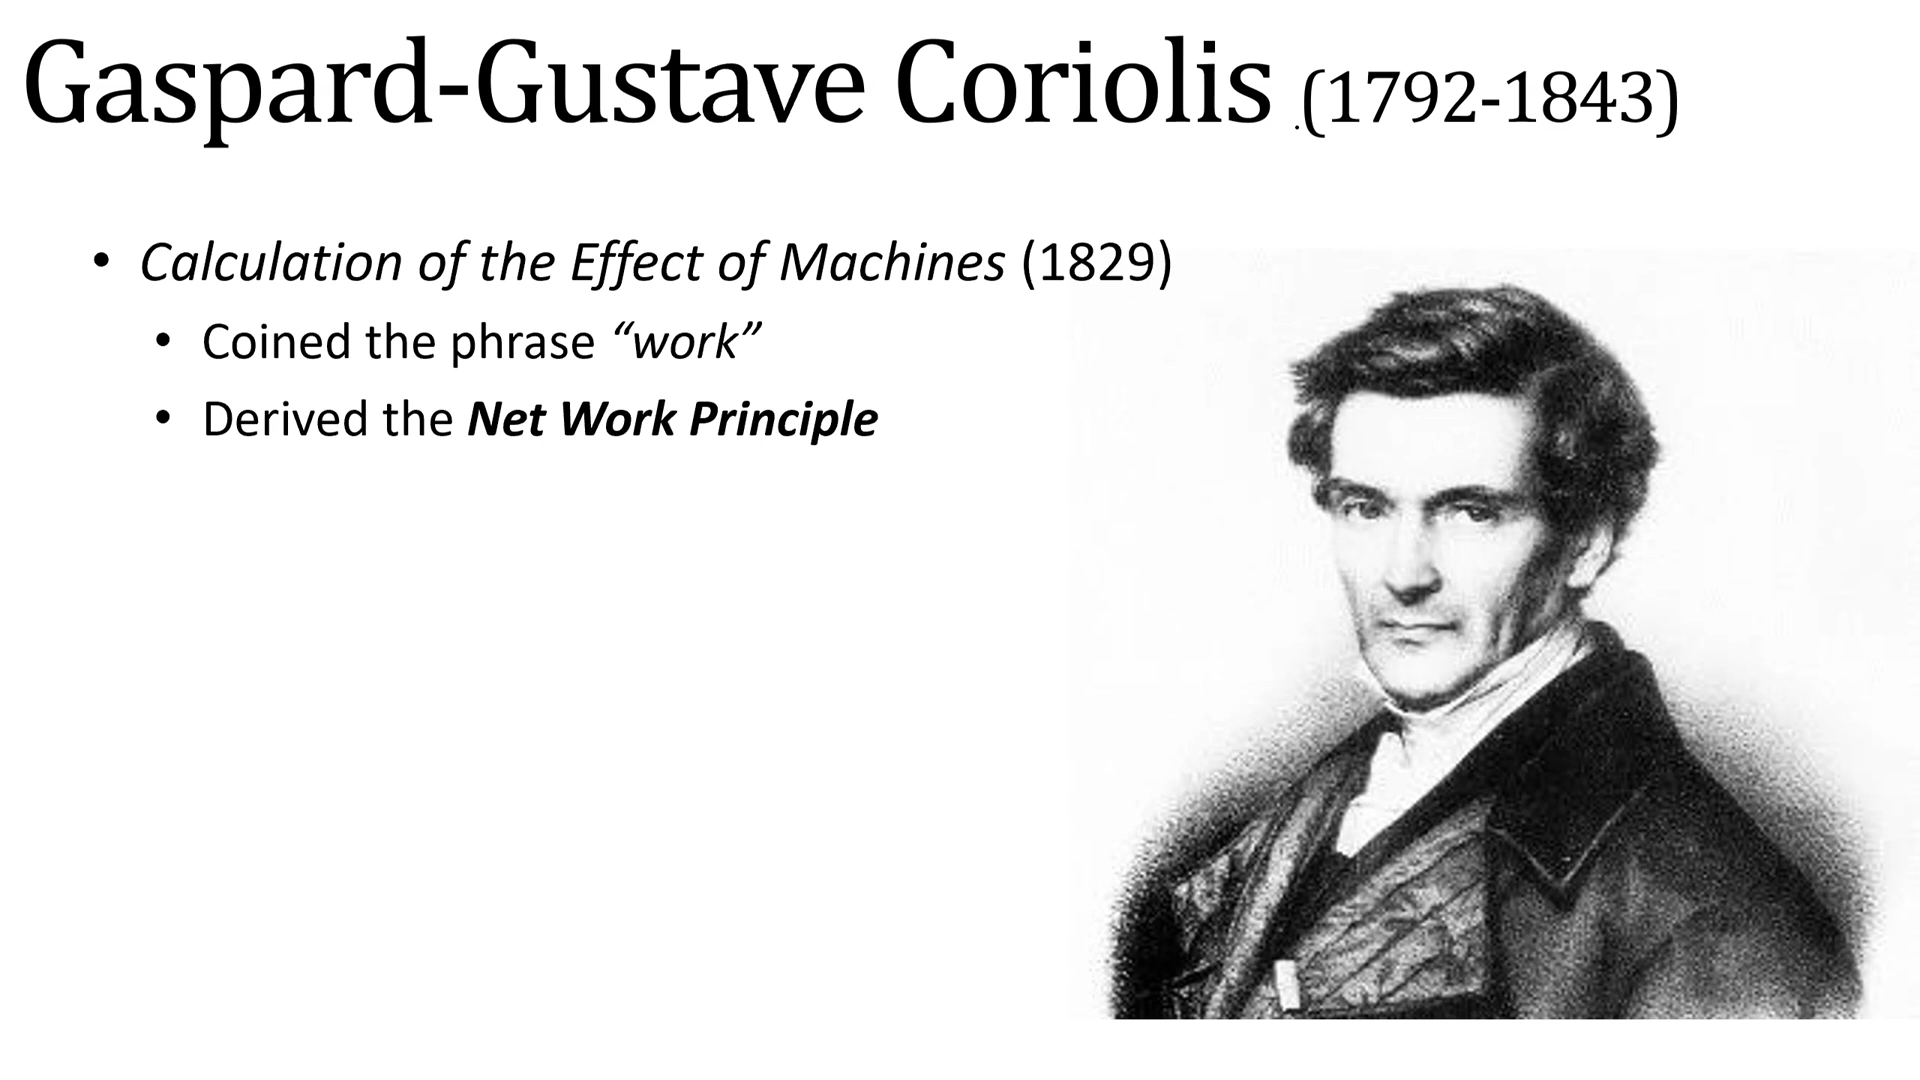 Gaspard-Gustave Coriolis .(1792-1843)
• Calculation of the Effect of Machines (1829)
• Coined the phrase “work”
• Derived the Net Work Principle